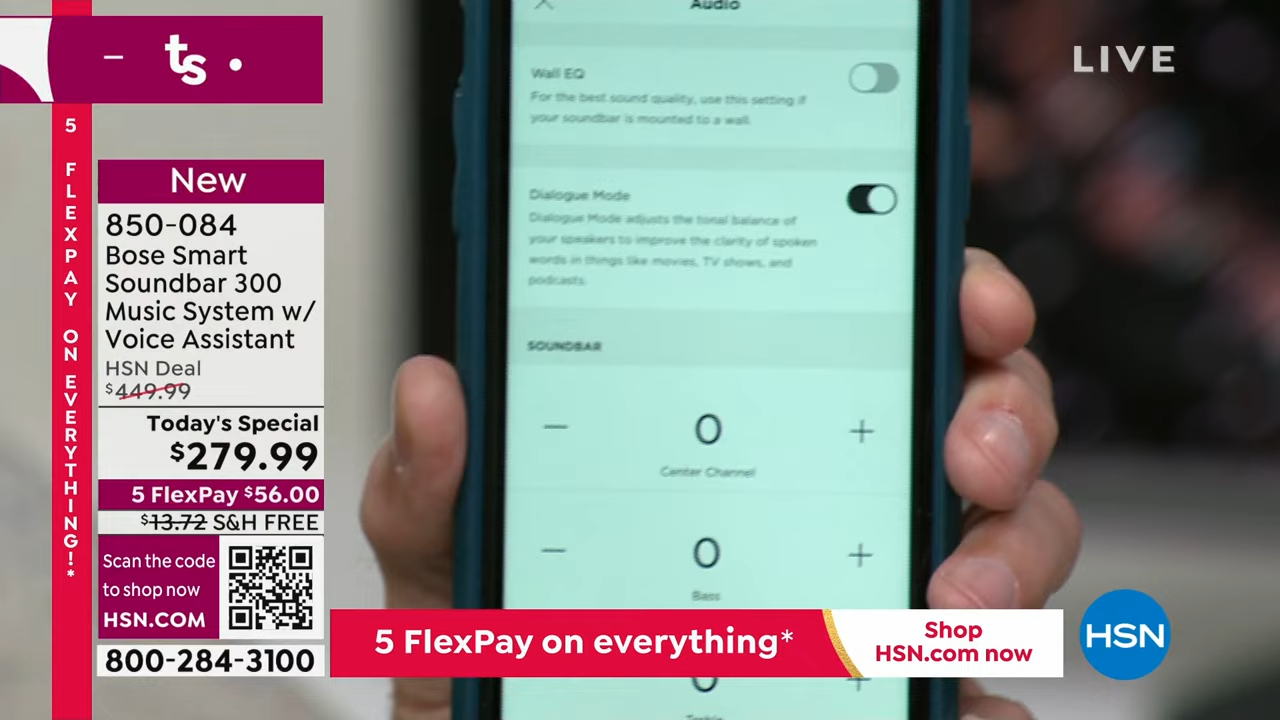 ts
LIVE
5 FLEXPAY ON EVERYTHING!*
New
850-084
Bose Smart
Soundbar 300
Music System w/
Voice Assistant
HSN Deal
$449.99
Today's Special
$279.99
5 FlexPay $56.00
$13.72 S&H FREE
Scan the code
to shop now
HSN.COM
800-284-3100
Audio
Wall EQ
For the best sound quality, use this setting if
your soundbar is mounted to a wall.
Dialogue Mode
Dialogue Mode adjusts the tonal balance of
your speakers to improve the clarity of spoken
words in things like movies, TV shows, and
podcasts.
SOUNDBAR
— 0 +
Center Channel
— 0 +
Bass
0 +
Treble
5 FlexPay on everything*
Shop
HSN.com now
HSN